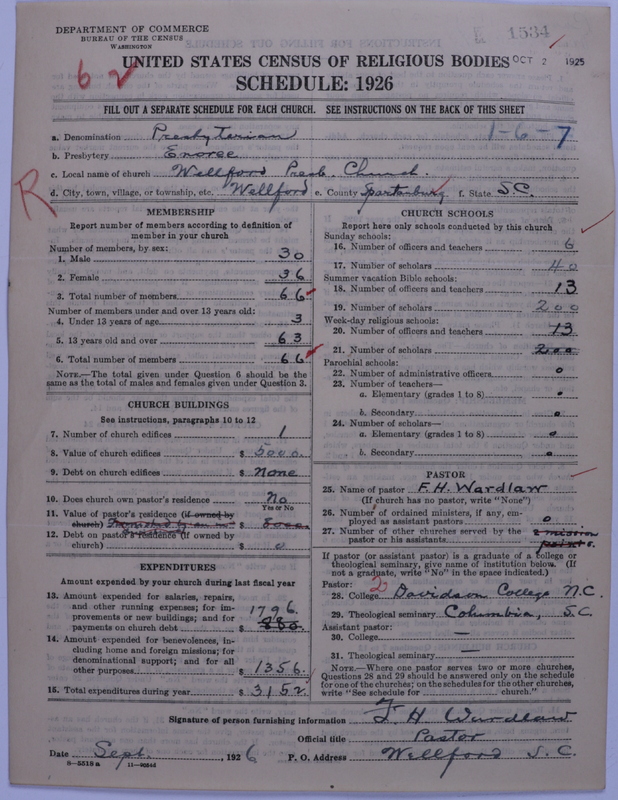 DEPARTMENT OF COMMERCE
BUREAU OF THE CENSUS
WASHINGTON
1534
6 2
UNITED STATES CENSUS OF RELIGIOUS BODIES OCT 2 1925
SCHEDULE: 1926
FILL OUT A SEPARATE SCHEDULE FOR EACH CHURCH. SEE INSTRUCTIONS ON THE BACK OF THIS SHEET
a. Denomination Presbyterian 1-6-7
b. Presbytery Enoree
c. Local name of church Wellford Presb. Church.
R
d. City, town, village, or township, etc. Wellford e. County Spartanburg f. State S.C.
MEMBERSHIP
Report number of members according to definition of
member in your church
Number of members, by sex:
1. Male 30
2. Female 36
3. Total number of members 66
Number of members under and over 13 years old:
4. Under 13 years of age 3
5. 13 years old and over 63
6. Total number of members 66
NOTE.—The total given under Question 6 should be the
same as the total of males and females given under Question 3.
CHURCH BUILDINGS
See instructions, paragraphs 10 to 12
7. Number of church edifices 1
8. Value of church edifices $ 5000.
9. Debt on church edifices $ None
10. Does church own pastor's residence No
Yes or No
11. Value of pastor's residence (if owned by
church) $ 8000.
12. Debt on pastor's residence (if owned by
church) $ 0
EXPENDITURES
Amount expended by your church during last fiscal year
13. Amount expended for salaries, repairs,
and other running expenses; for im-
provements or new buildings; and for
payments on church debt $ 1796.
880.
14. Amount expended for benevolences, in-
cluding home and foreign missions; for
denominational support; and for all
other purposes $ 1356.
15. Total expenditures during year $ 3152
CHURCH SCHOOLS
Report here only schools conducted by this church
Sunday schools:
16. Number of officers and teachers 6
17. Number of scholars 40
Summer vacation Bible schools:
18. Number of officers and teachers 13
19. Number of scholars 200
Week-day religious schools:
20. Number of officers and teachers 13
21. Number of scholars 200
Parochial schools:
22. Number of administrative officers 0
23. Number of teachers—
a. Elementary (grades 1 to 8) 0
b. Secondary 0
24. Number of scholars—
a. Elementary (grades 1 to 8) 0
b. Secondary 0
PASTOR
25. Name of pastor F.H. Wardlaw
(If church has no pastor, write "None")
26. Number of ordained ministers, if any, em-
ployed as assistant pastors 0
27. Number of other churches served by the 2 mission
pastor or his assistants points.
If pastor (or assistant pastor) is a graduate of a college or
theological seminary, give name of institution below. (If
not a graduate, write "No" in the space indicated.)
Pastor: 2
28. College Davidson College N.C.
29. Theological seminary Columbia, S.C.
Assistant pastor:
30. College —
31. Theological seminary —
NOTE.—Where one pastor serves two or more churches,
Questions 28 and 29 should be answered only on the schedule
for one of the churches; on the schedules for the other churches,
write "See schedule for church."
Signature of person furnishing information F H Wardlaw
Official title Pastor
Date Sept. , 1926 P. O. Address Wellford S.C.
8-5518 a 11-9054d